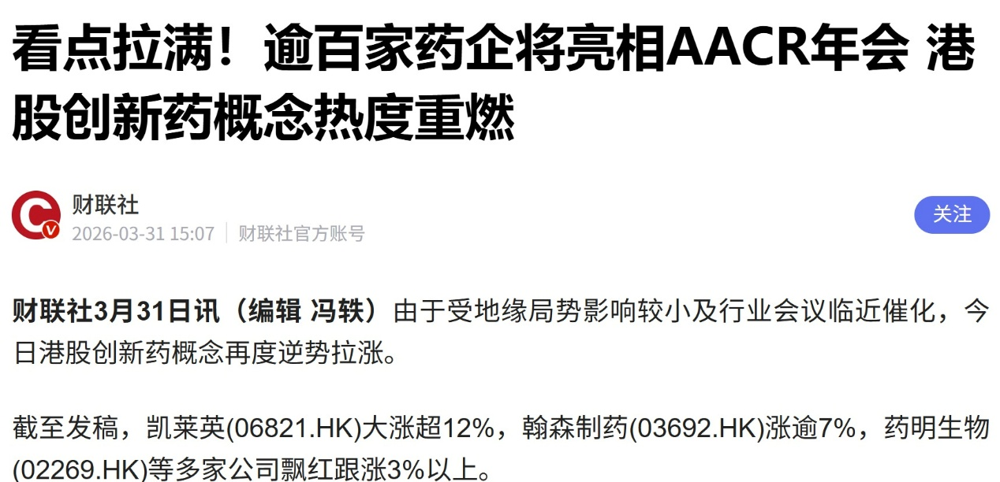 看点拉满！逾百家药企将亮相AACR年会 港
股创新药概念热度重燃
财联社
关注
2026-03-31 15:07 财联社官方账号
财联社3月31日讯（编辑 冯轶）由于受地缘局势影响较小及行业会议临近催化，今
日港股创新药概念再度逆势拉涨。
截至发稿，凯莱英(06821.HK)大涨超12%，翰森制药(03692.HK)涨逾7%，药明生物
(02269.HK)等多家公司飘红跟涨3%以上。